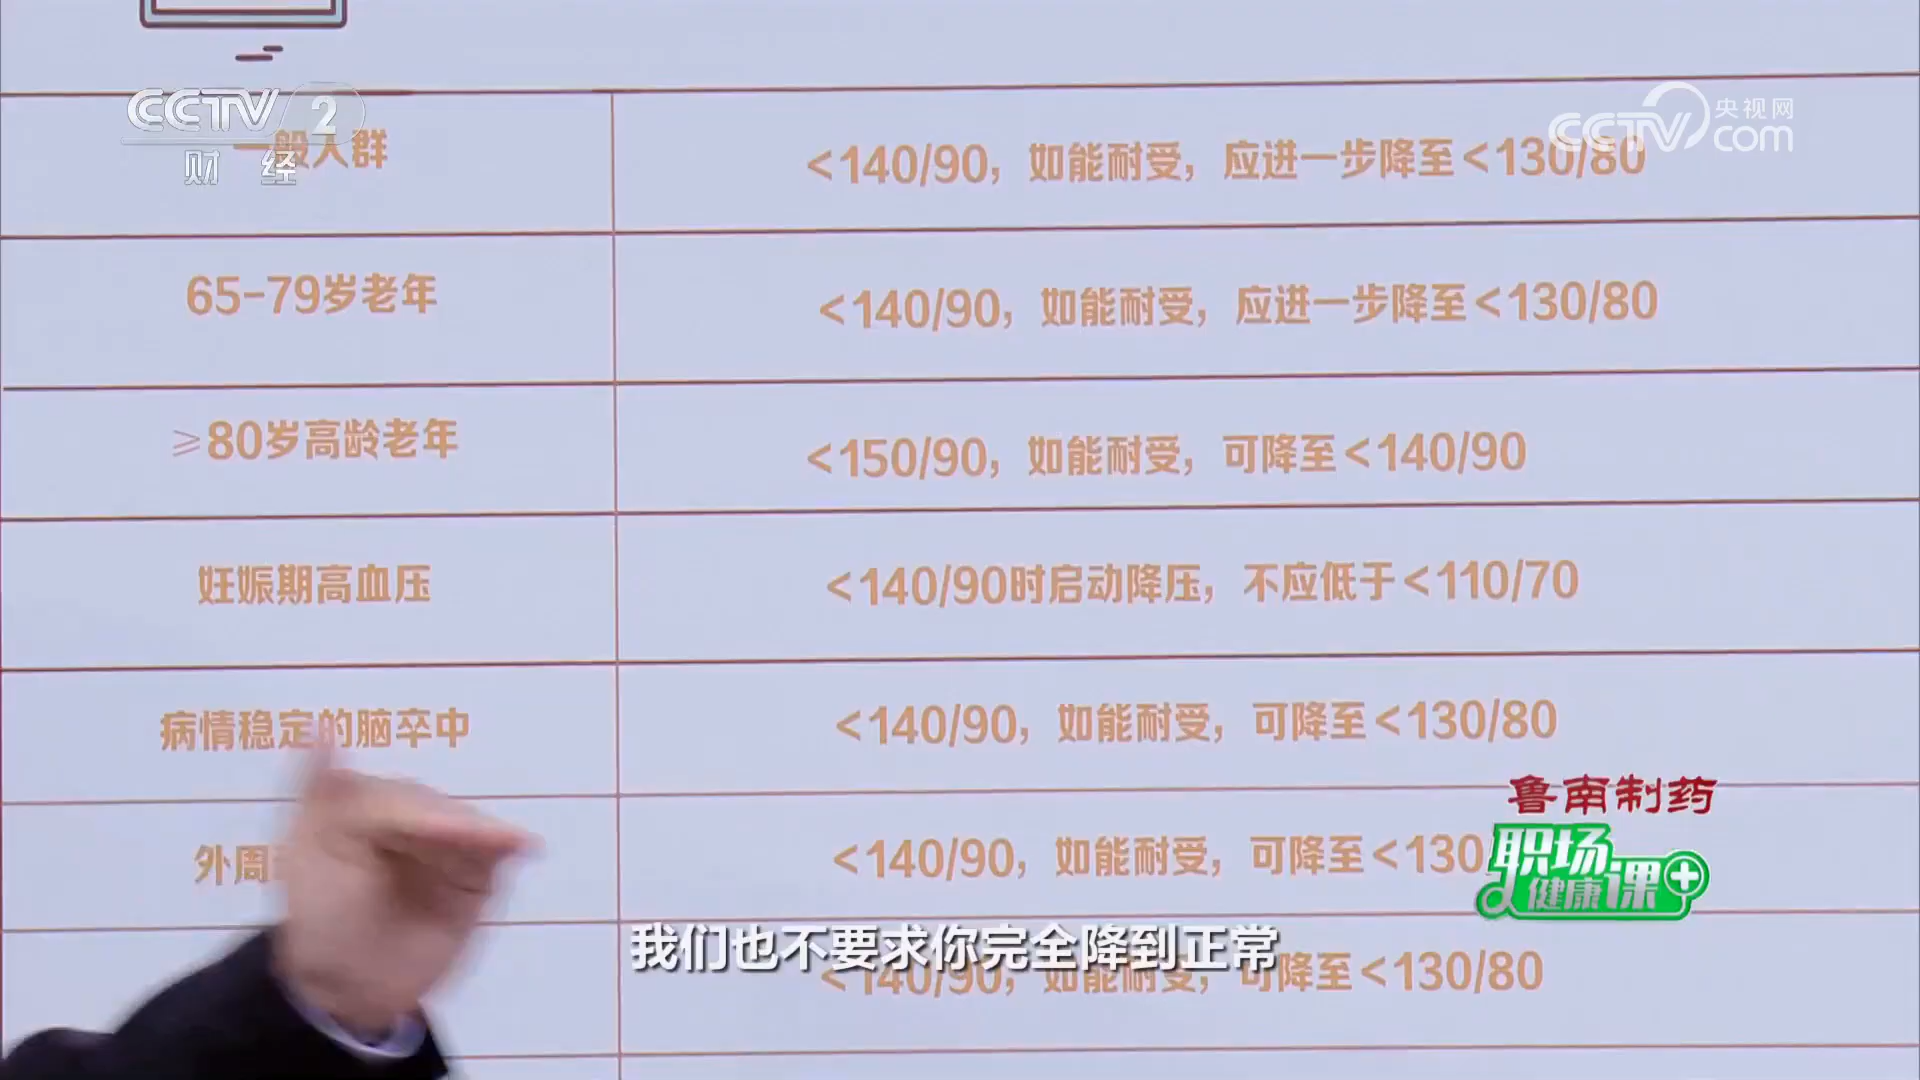 CCTV 2
财 经
央视网
CCTV.com
一般人群
<140/90，如能耐受，应进一步降至<130/80
65-79岁老年
<140/90，如能耐受，应进一步降至<130/80
≥80岁高龄老年
<150/90，如能耐受，可降至<140/90
妊娠期高血压
<140/90时启动降压，不应低于<110/70
病情稳定的脑卒中
<140/90，如能耐受，可降至<130/80
外周
<140/90，如能耐受，可降至<130
<140/90，如能耐受，可降至<130/80
鲁南制药
职场
健康课
我们也不要求你完全降到正常